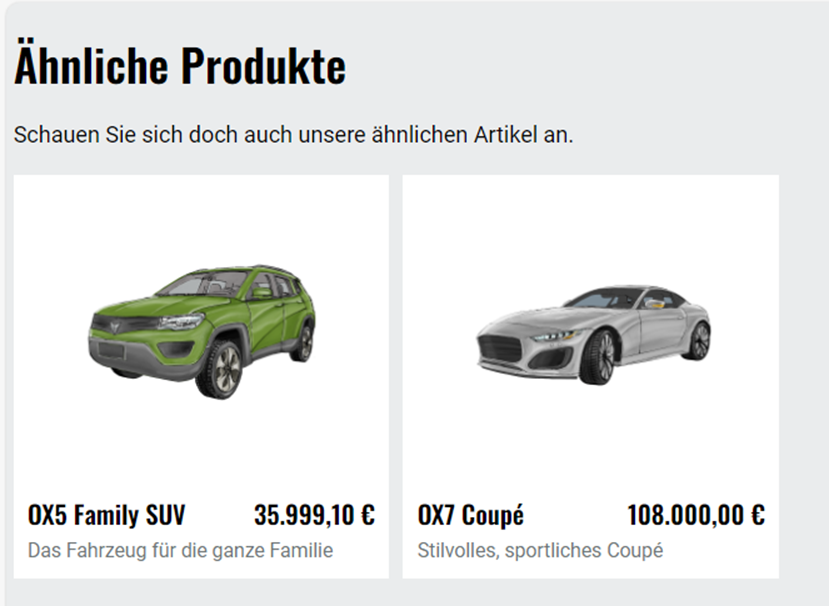 Ähnliche Produkte
Schauen Sie sich doch auch unsere ähnlichen Artikel an.
OX5 Family SUV 35.999,10 €
Das Fahrzeug für die ganze Familie
OX7 Coupé 108.000,00 €
Stilvolles, sportliches Coupé